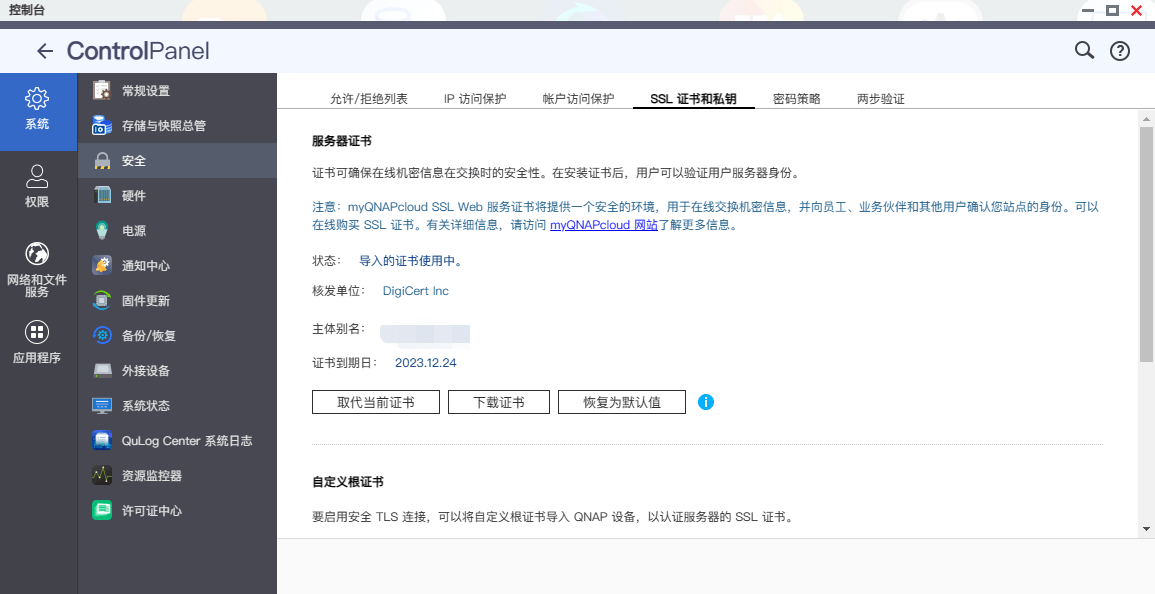 控制台
ControlPanel
系统
权限
网络和文件
服务
应用程序
常规设置
存储与快照总管
安全
硬件
电源
通知中心
固件更新
备份/恢复
外接设备
系统状态
QuLog Center 系统日志
资源监控器
许可证中心
允许/拒绝列表 IP 访问保护 帐户访问保护 SSL 证书和私钥 密码策略 两步验证
服务器证书
证书可确保在线机密信息在交换时的安全性。在安装证书后，用户可以验证用户服务器身份。
注意：myQNAPcloud SSL Web 服务证书将提供一个安全的环境，用于在线交换机密信息，并向员工、业务伙伴和其他用户确认您站点的身份。可以
在线购买 SSL 证书。有关详细信息，请访问 myQNAPcloud 网站了解更多信息。
状态： 导入的证书使用中。
核发单位： DigiCert Inc
主体别名：
证书到期日： 2023.12.24
取代当前证书 下载证书 恢复为默认值
自定义根证书
要启用安全 TLS 连接，可以将自定义根证书导入 QNAP 设备，以认证服务器的 SSL 证书。